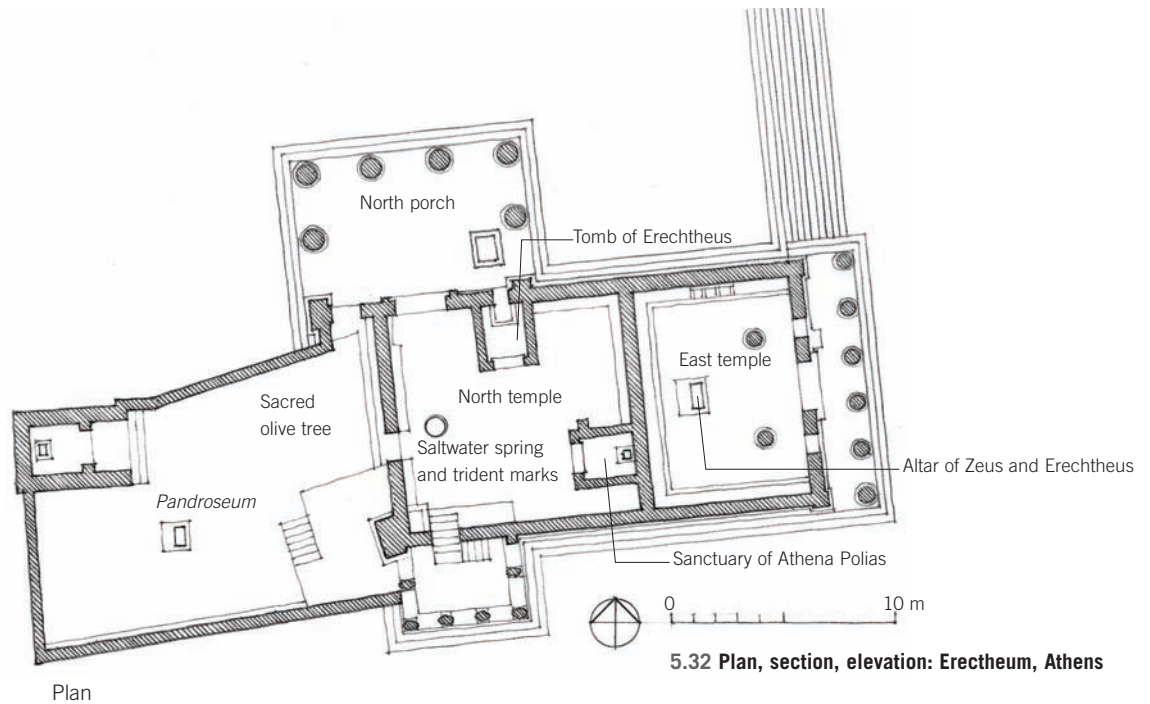 North porch
Tomb of Erechtheus
East temple
North temple
Sacred
olive tree
Saltwater spring
and trident marks
Altar of Zeus and Erechtheus
Pandroseum
Sanctuary of Athena Polias
0 10 m
5.32 Plan, section, elevation: Erectheum, Athens
Plan